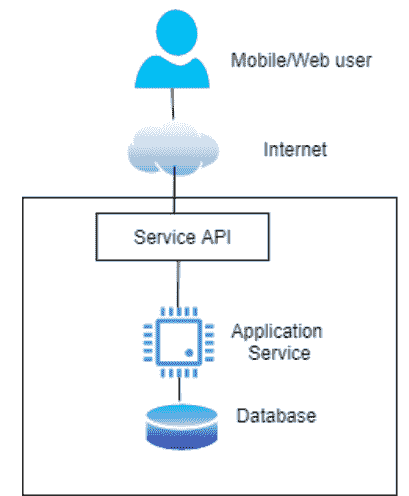 Mobile/Web user
Internet
Service API
Application
Service
Database